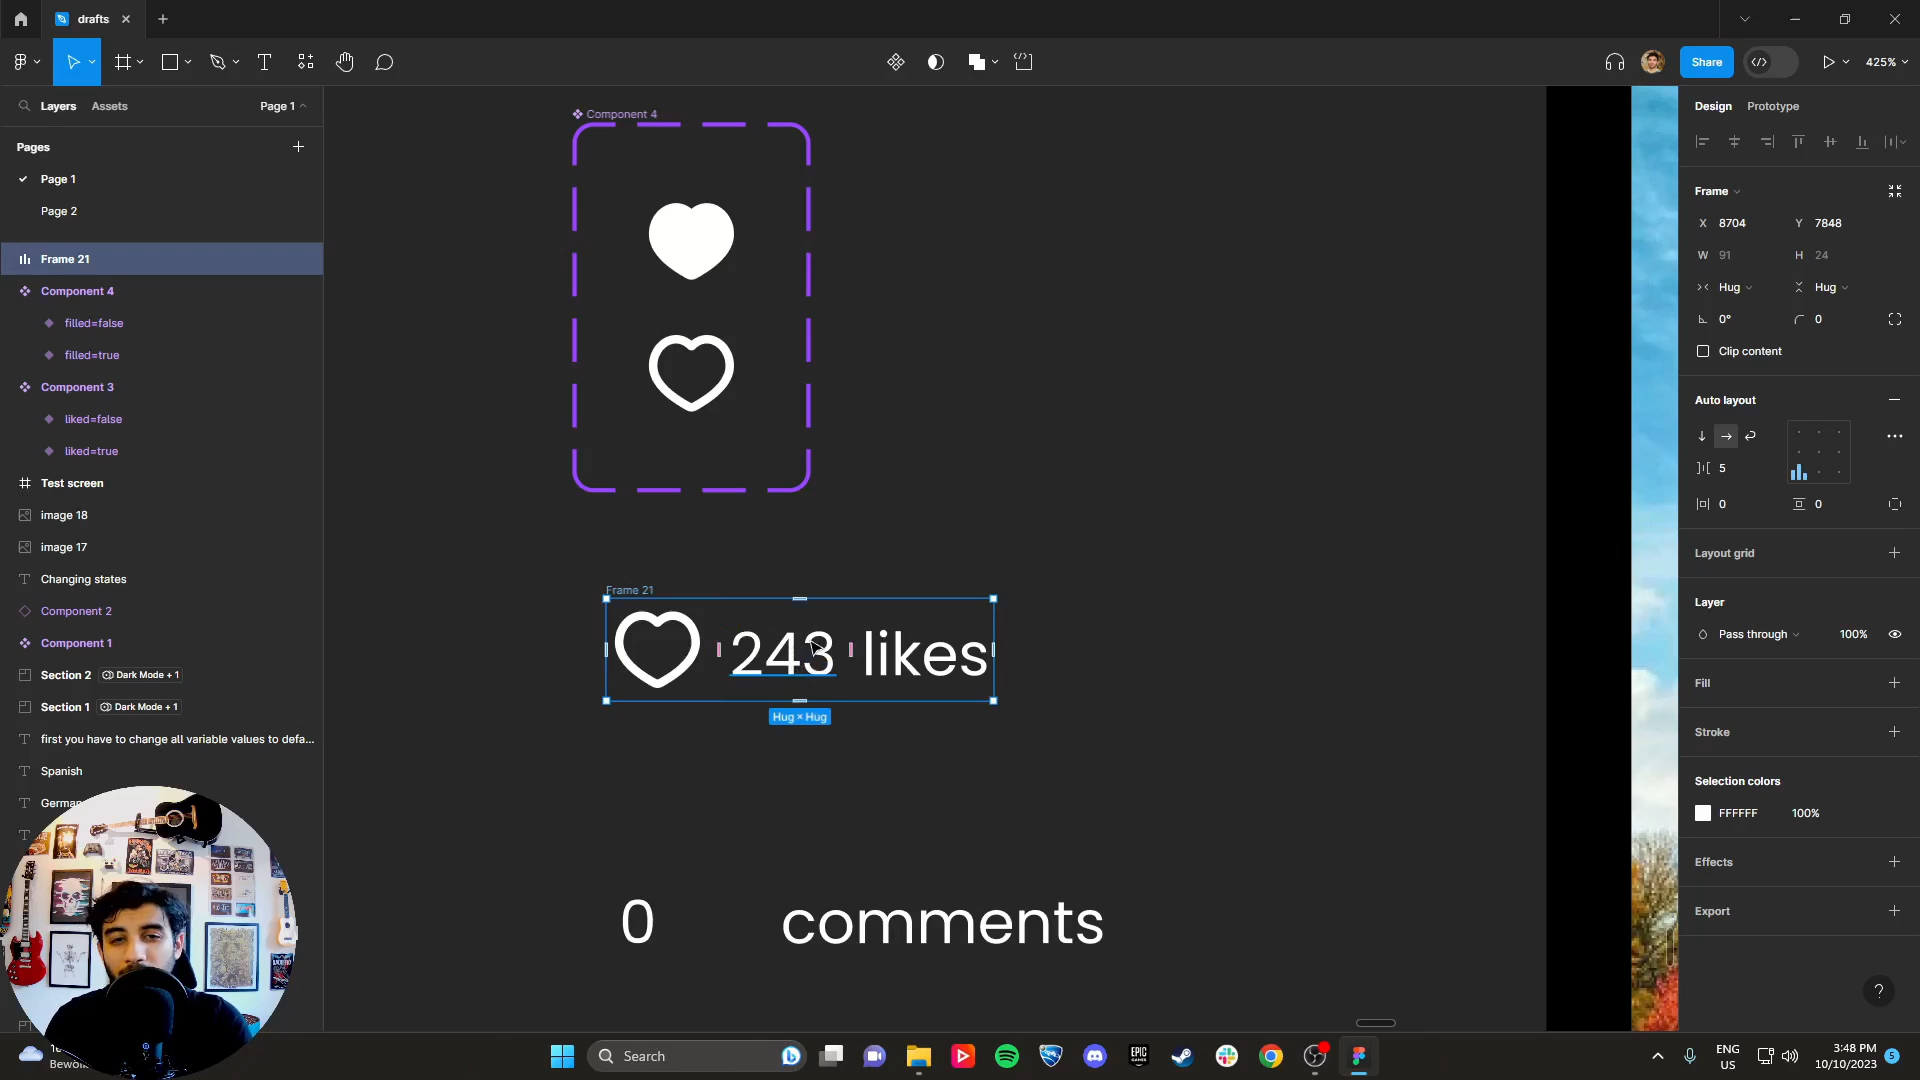 drafts
425%
Share
Layers
Assets
Page 1
Pages
Page 1
Page 2
Frame 21
Component 4
filled=false
filled=true
Component 3
liked=false
liked=true
Test screen
image 18
image 17
Changing states
Component 2
Component 1
Section 2
Dark Mode + 1
Section 1
Dark Mode + 1
first you have to change all variable values to defa...
Spanish
Component 4
Frame 21
243 likes
Hug × Hug
0 comments
Design
Prototype
Frame
X 8704
Y 7848
W 91
H 24
Hug
Hug
0°
0
Clip content
Auto layout
5
0
0
Layout grid
Layer
Pass through
100%
Fill
Stroke
Selection colors
FFFFFF
100%
Effects
Export
?
Search
EPIC GAMES
ENG
US
3:48 PM
10/10/2023
5